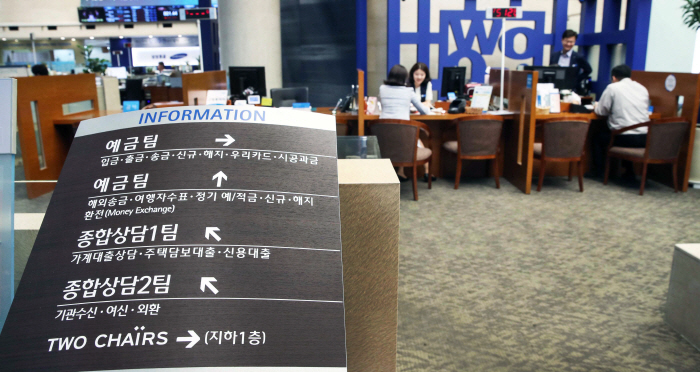 INFORMATION
예금팀 →
입금·출금·송금·신규·해지·우리카드·시공과금
예금팀 ↑
해외송금·여행자수표·정기 예/적금·신규·해지
환전(Money Exchange)
종합상담1팀 ↖
가계대출상담·주택담보대출·신용대출
종합상담2팀 ↖
기관수신·여신·외환
TWO CHAÏRS → (지하1층)